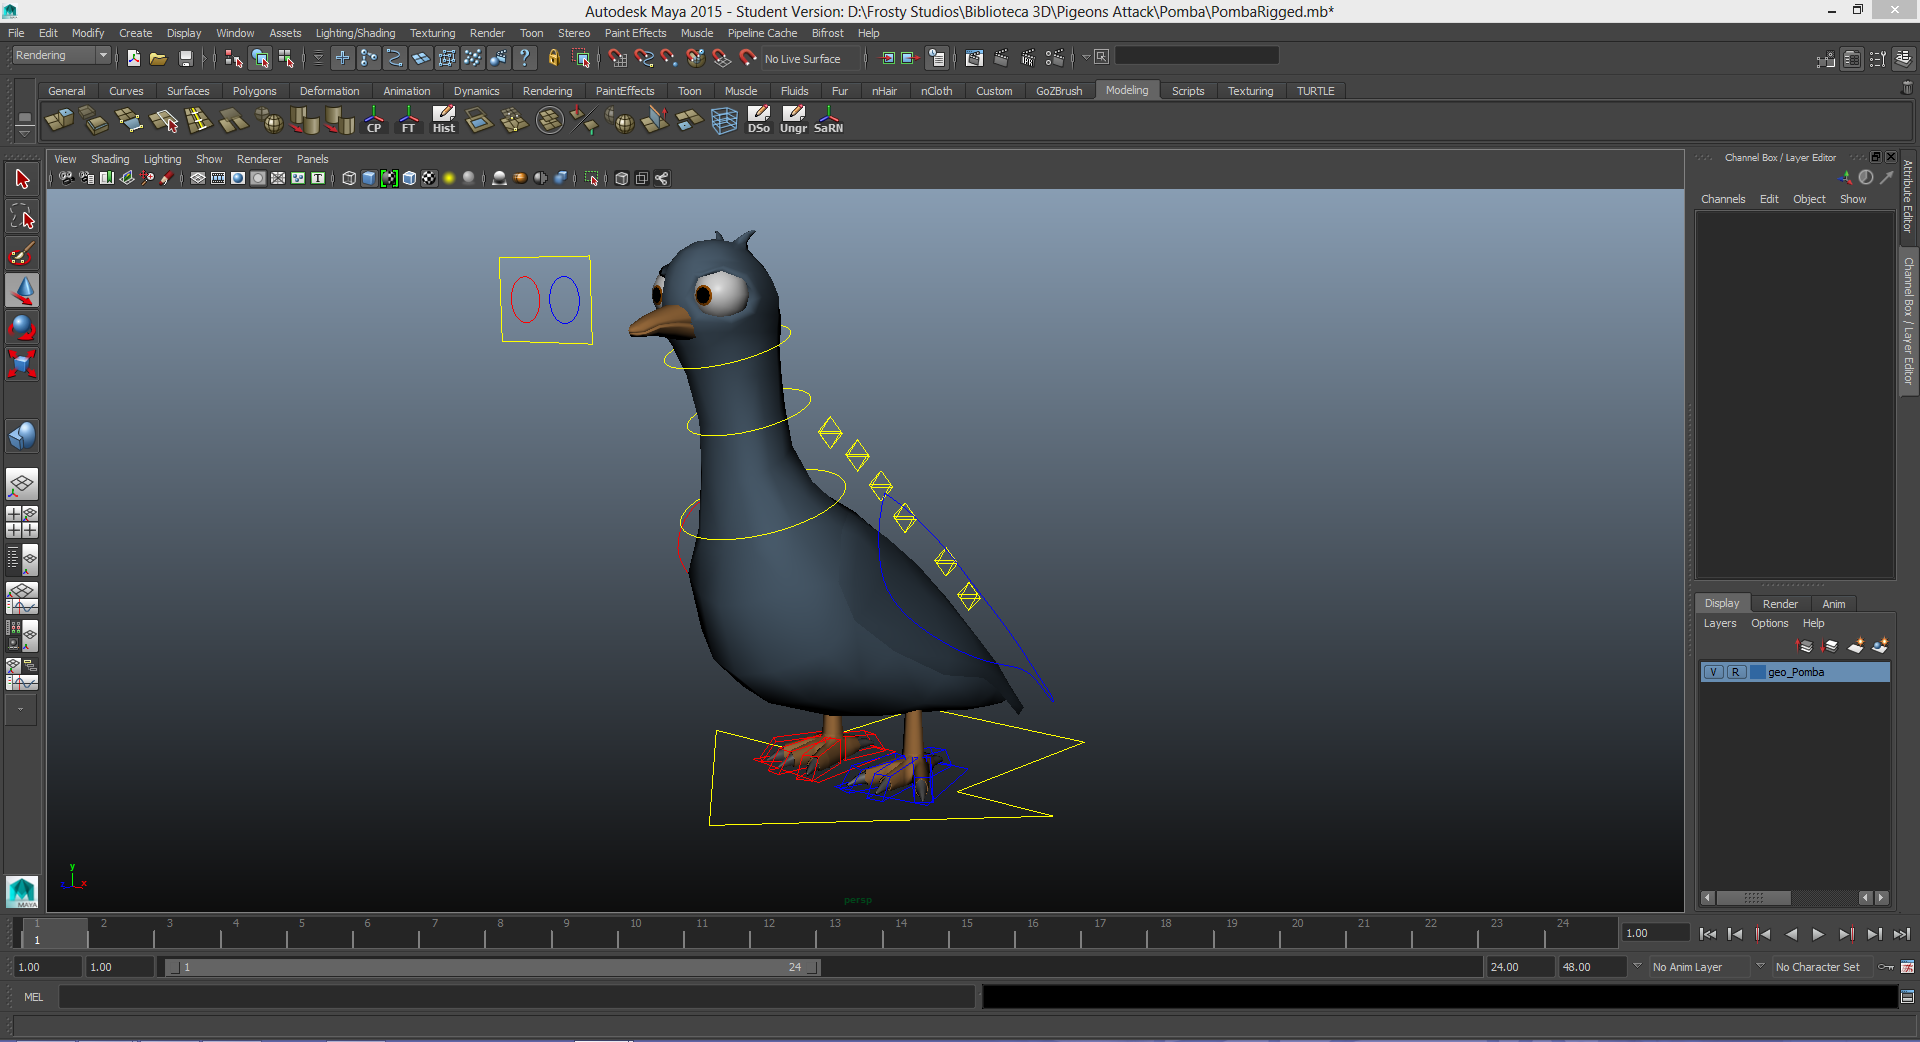 Autodesk Maya 2015 - Student Version: D:\Frosty Studios\Biblioteca 3D\Pigeons Attack\Pomba\PombaRigged.mb*
File Edit Modify Create Display Window Assets Lighting/Shading Texturing Render Toon Stereo Paint Effects Muscle Pipeline Cache Bifrost Help
Rendering No Live Surface
General Curves Surfaces Polygons Deformation Animation Dynamics Rendering PaintEffects Toon Muscle Fluids Fur nHair nCloth Custom GoZBrush Modeling Scripts Texturing TURTLE
CP FT Hist DSo Ungr SaRN
View Shading Lighting Show Renderer Panels
Channel Box / Layer Editor
Channels Edit Object Show
Attribute Editor
Channel Box / Layer Editor
Display Render Anim
Layers Options Help
V R geo_Pomba
y
x
persp
MAYA
1 2 3 4 5 6 7 8 9 10 11 12 13 14 15 16 17 18 19 20 21 22 23 24
1
1.00
1.00 1.00 1 24 24.00 48.00 No Anim Layer No Character Set
MEL